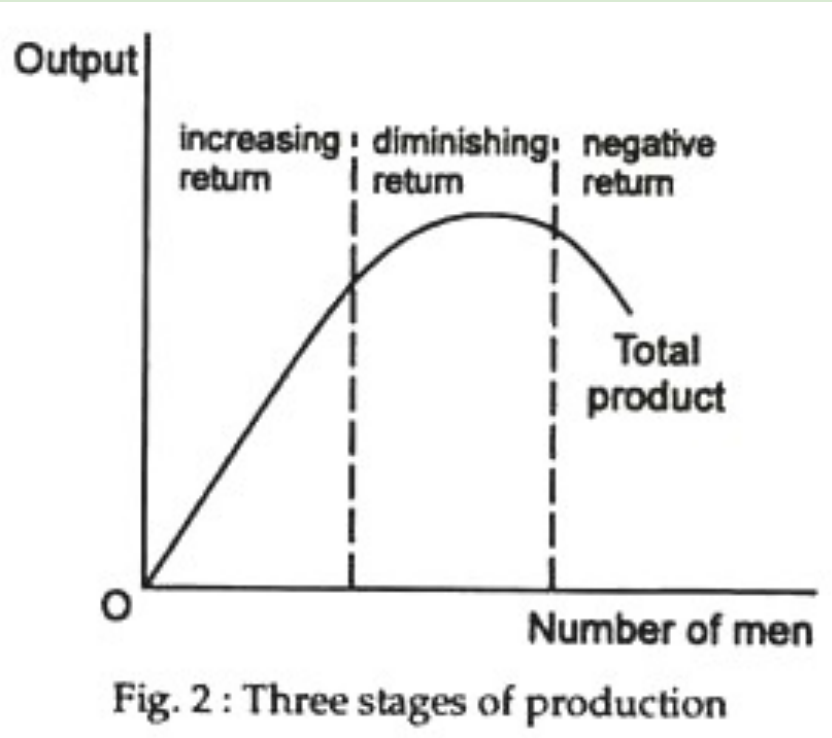 Output
increasing
return
diminishing
return
negative
return
Total
product
O
Number of men
Fig. 2 : Three stages of production